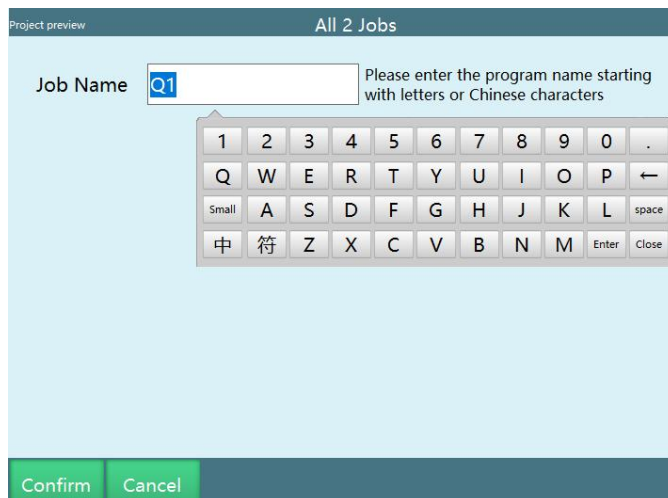 Project preview
All 2 Jobs
Job Name
Q1
Please enter the program name starting
with letters or Chinese characters
1 2 3 4 5 6 7 8 9 0 .
Q W E R T Y U I O P ←
Small A S D F G H J K L space
中 符 Z X C V B N M Enter Close
Confirm Cancel